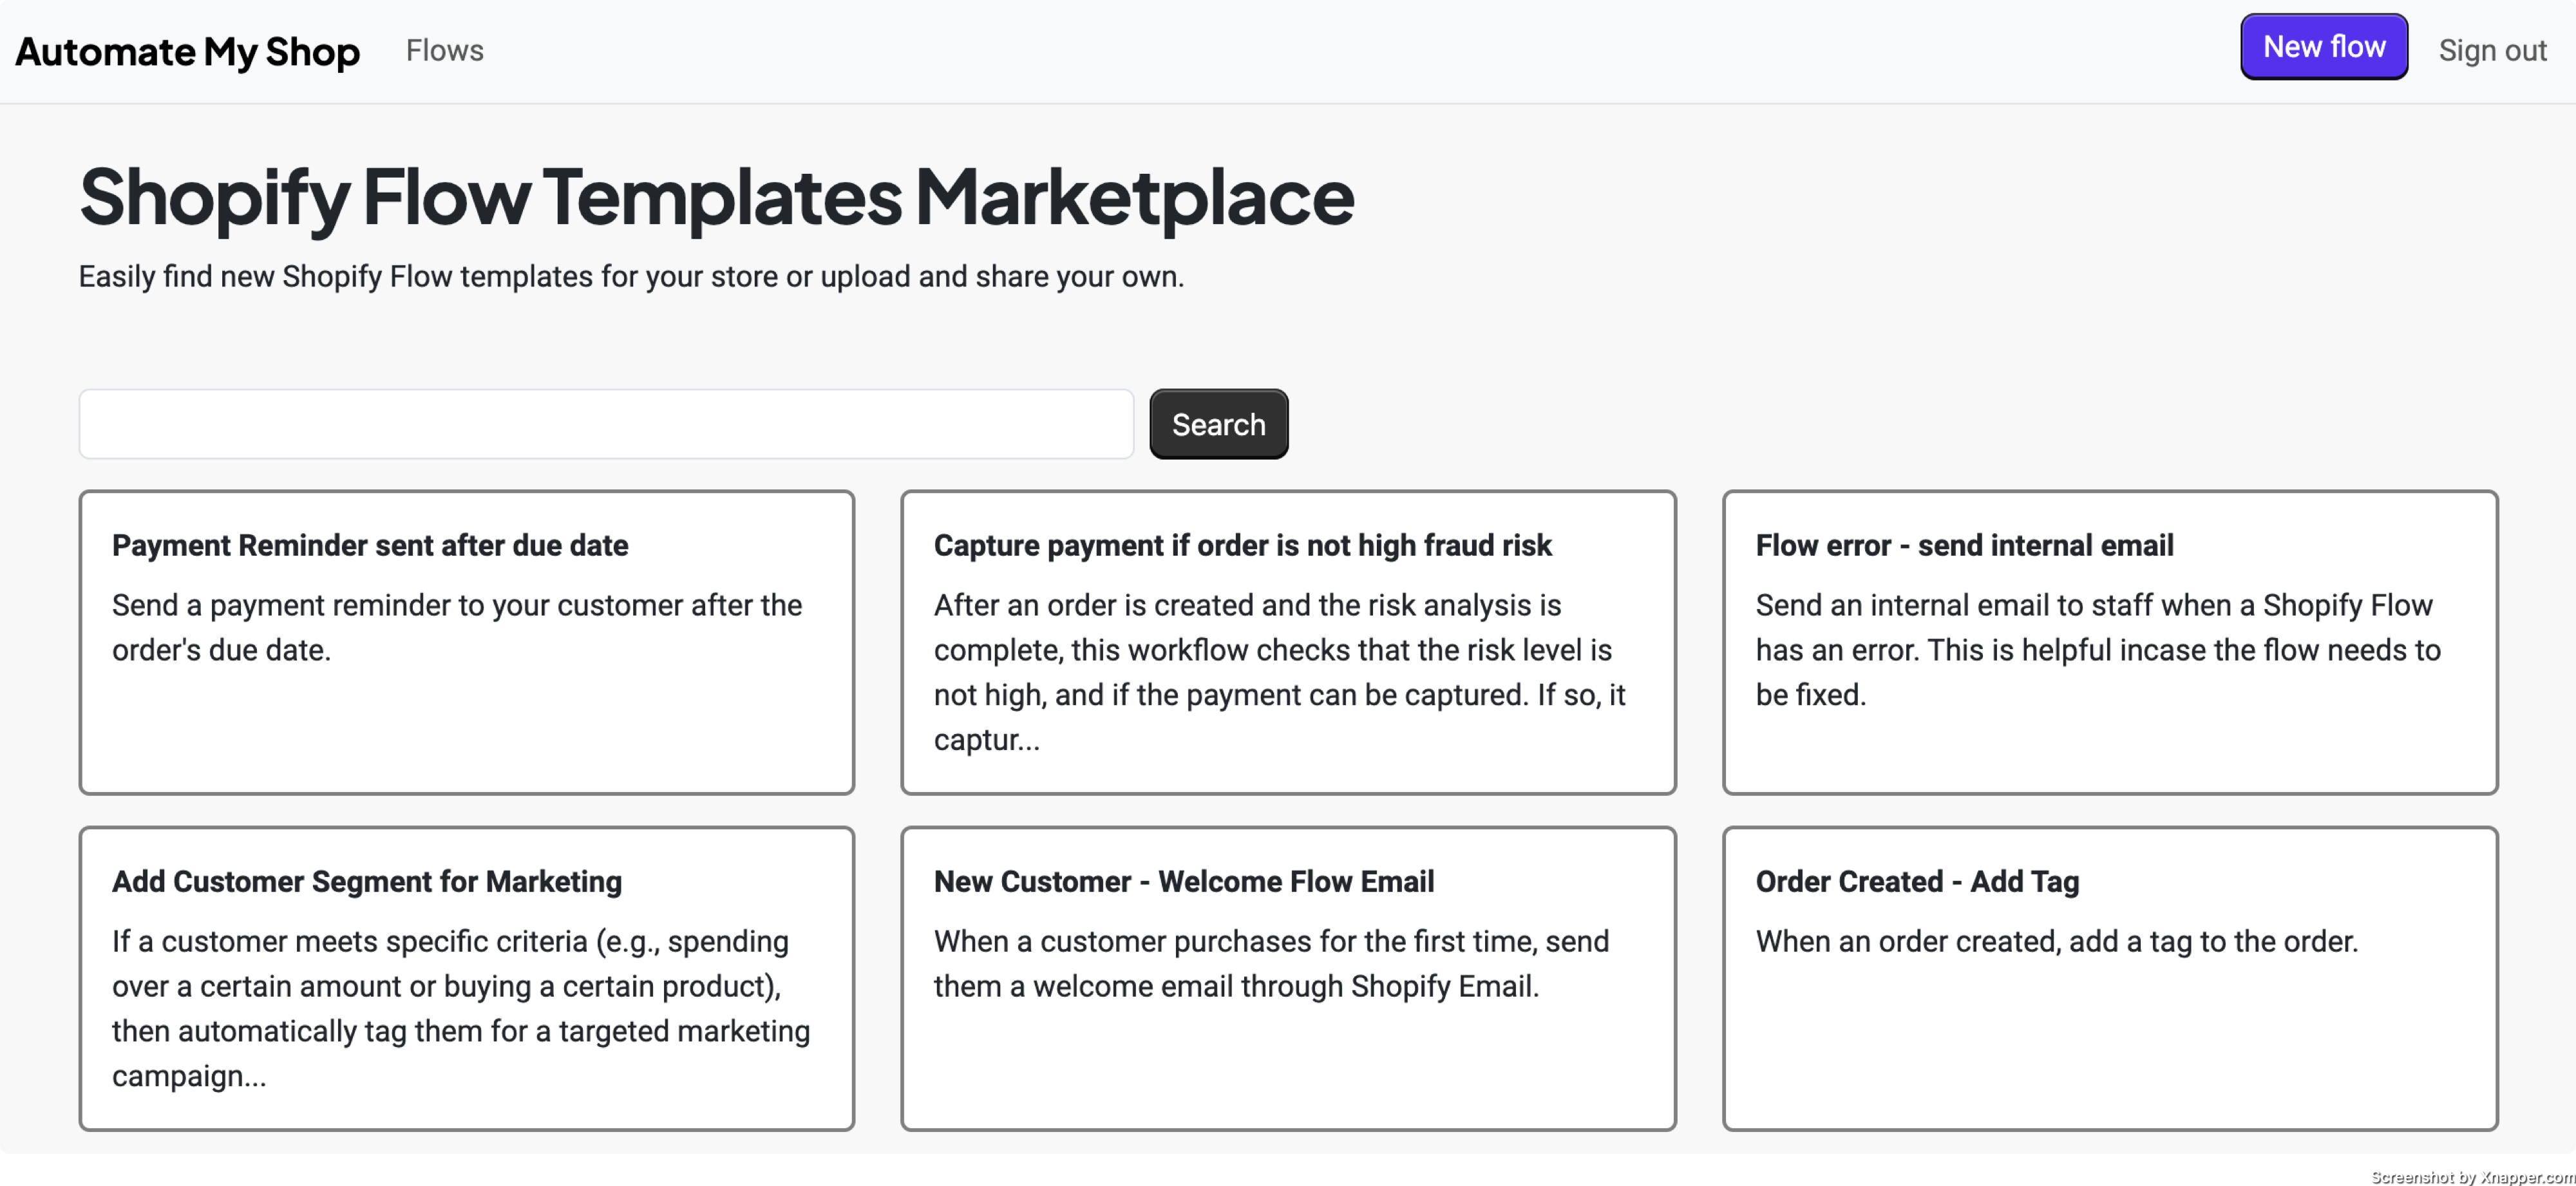 Automate My Shop
Flows
New flow
Sign out
Shopify Flow Templates Marketplace
Easily find new Shopify Flow templates for your store or upload and share your own.
Search
Payment Reminder sent after due date
Send a payment reminder to your customer after the
order's due date.
Capture payment if order is not high fraud risk
After an order is created and the risk analysis is
complete, this workflow checks that the risk level is
not high, and if the payment can be captured. If so, it
captur...
Flow error - send internal email
Send an internal email to staff when a Shopify Flow
has an error. This is helpful incase the flow needs to
be fixed.
Add Customer Segment for Marketing
If a customer meets specific criteria (e.g., spending
over a certain amount or buying a certain product),
then automatically tag them for a targeted marketing
campaign...
New Customer - Welcome Flow Email
When a customer purchases for the first time, send
them a welcome email through Shopify Email.
Order Created - Add Tag
When an order created, add a tag to the order.
Screenshot by Xnapper.com